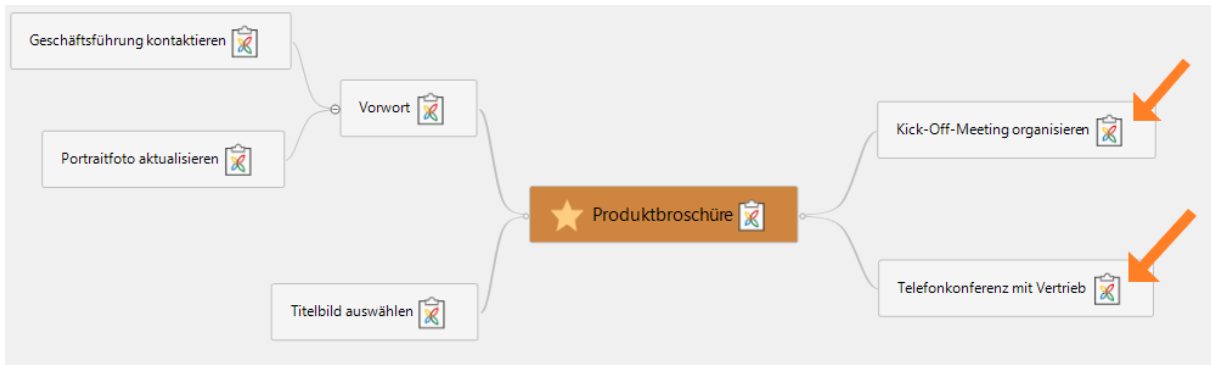 Geschäftsführung kontaktieren
Vorwort
Portraitfoto aktualisieren
Produktbroschüre
Titelbild auswählen
Kick-Off-Meeting organisieren
Telefonkonferenz mit Vertrieb